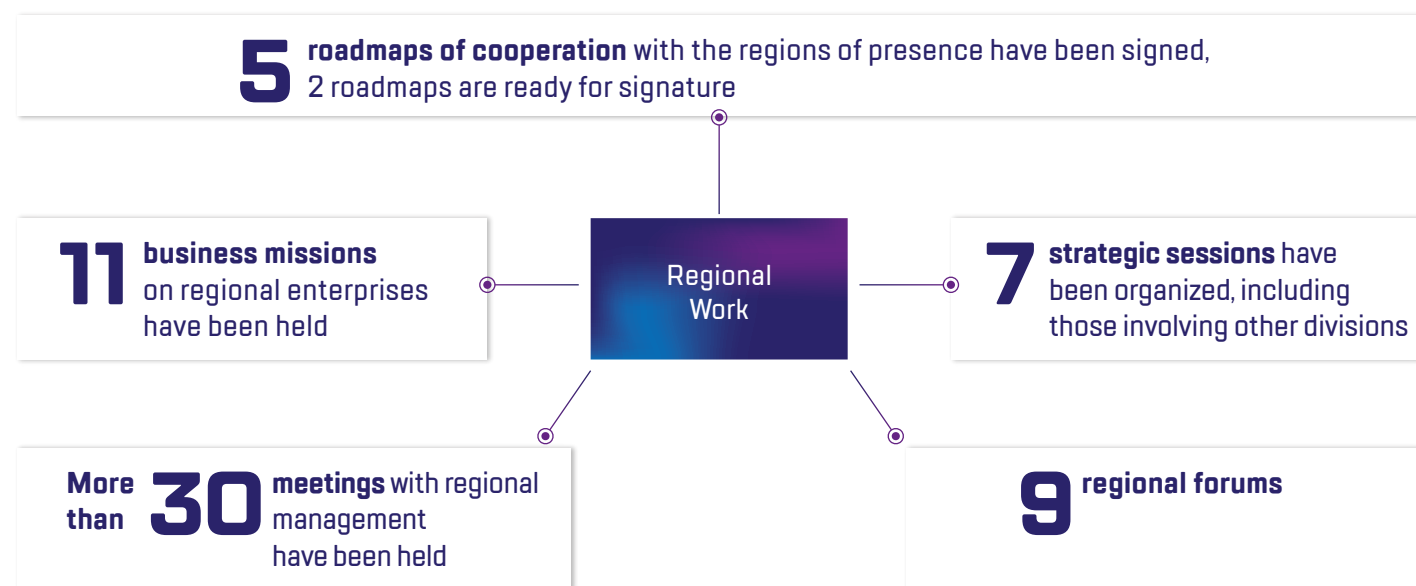 5 roadmaps of cooperation with the regions of presence have been signed,
2 roadmaps are ready for signature
11 business missions
on regional enterprises
have been held
Regional
Work
7 strategic sessions have
been organized, including
those involving other divisions
More
than
30 meetings with regional
management
have been held
9 regional forums